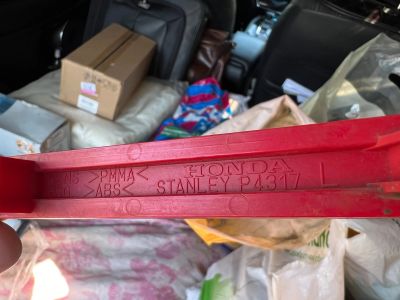 >PMMA< HONDA
>ABS< STANLEY P4317 L